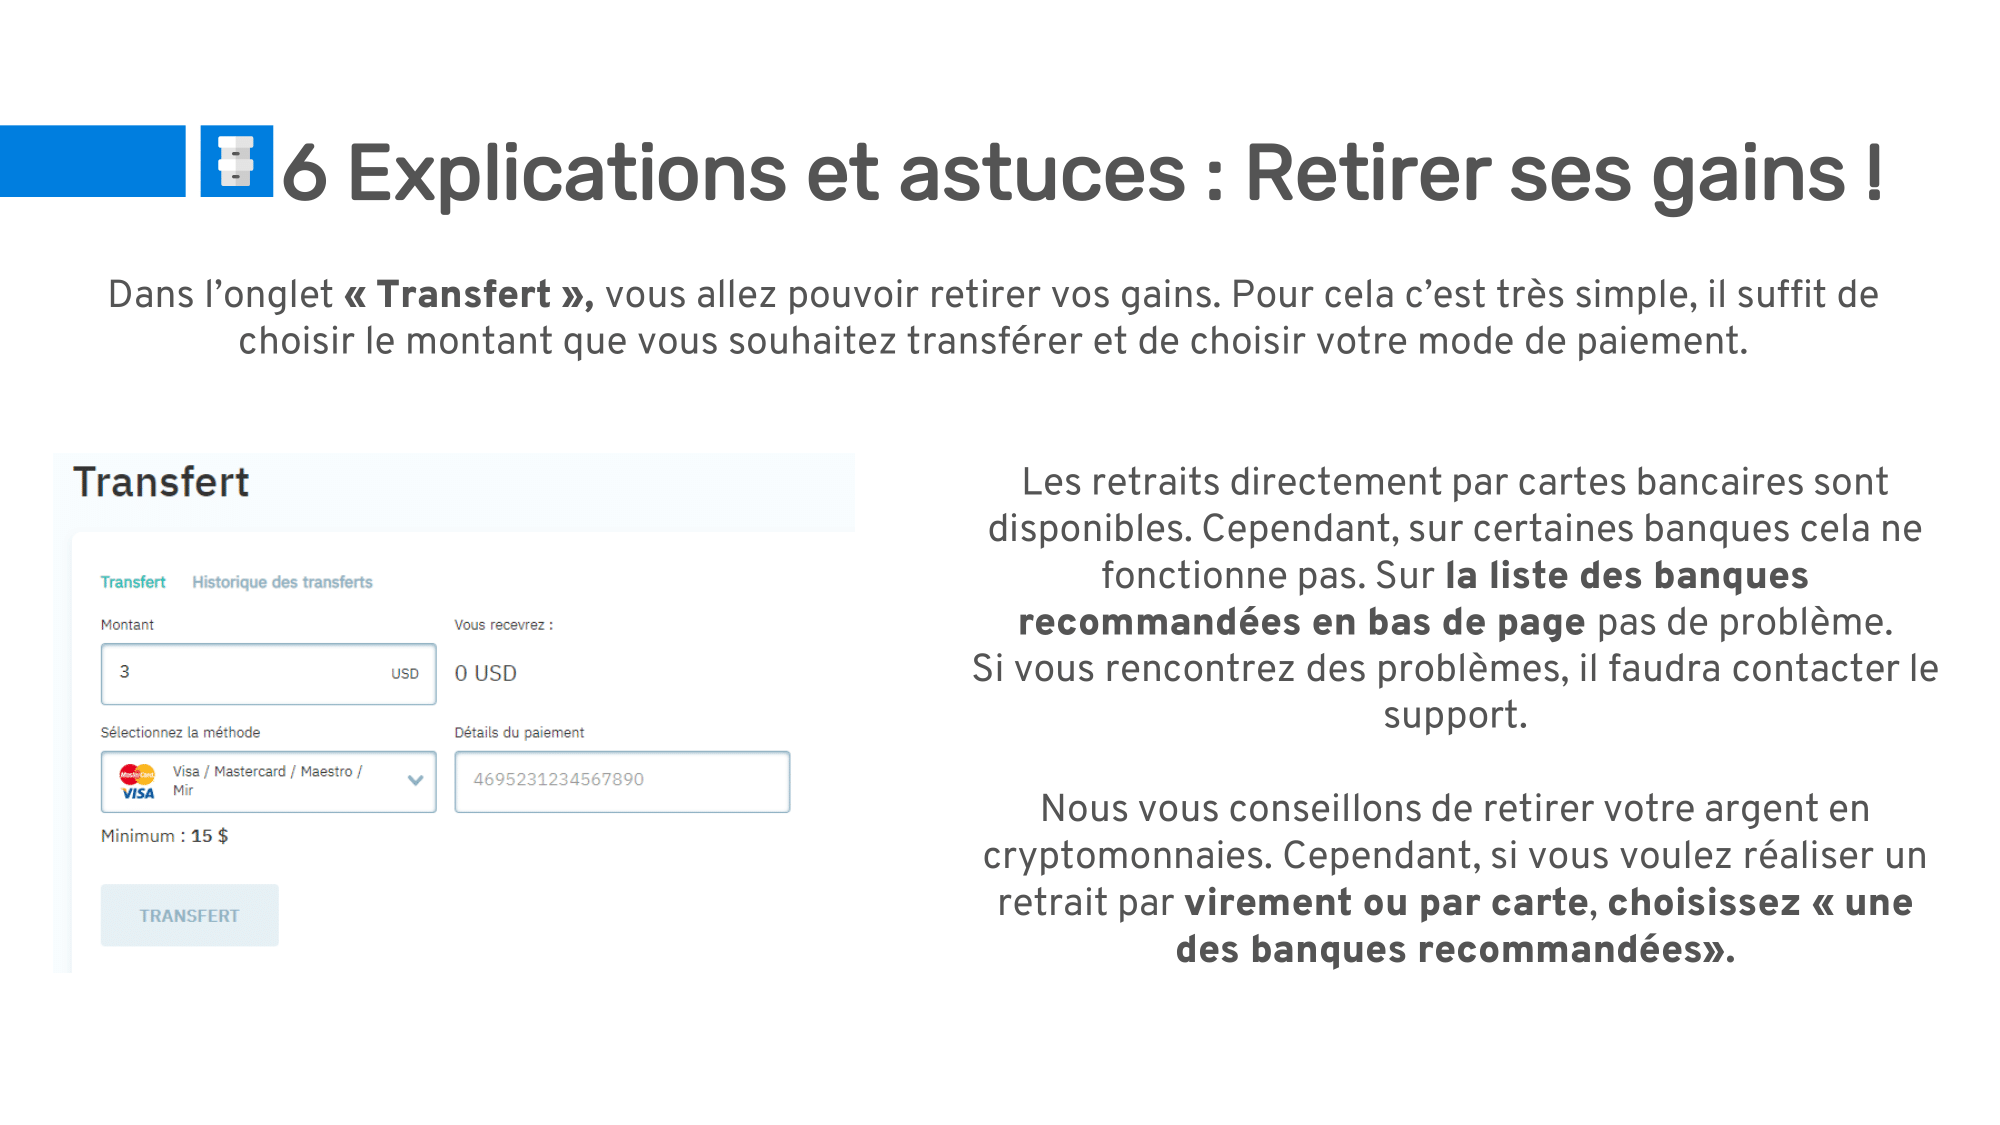 6 Explications et astuces : Retirer ses gains !
Dans l’onglet « Transfert », vous allez pouvoir retirer vos gains. Pour cela c’est très simple, il suffit de
choisir le montant que vous souhaitez transférer et de choisir votre mode de paiement.
Transfert
Transfert Historique des transferts
Montant Vous recevrez :
3 USD 0 USD
Sélectionnez la méthode Détails du paiement
MasterCard
VISA
Visa / Mastercard / Maestro /
Mir
4695231234567890
Minimum : 15 $
TRANSFERT
Les retraits directement par cartes bancaires sont
disponibles. Cependant, sur certaines banques cela ne
fonctionne pas. Sur la liste des banques
recommandées en bas de page pas de problème.
Si vous rencontrez des problèmes, il faudra contacter le
support.
Nous vous conseillons de retirer votre argent en
cryptomonnaies. Cependant, si vous voulez réaliser un
retrait par virement ou par carte, choisissez « une
des banques recommandées».